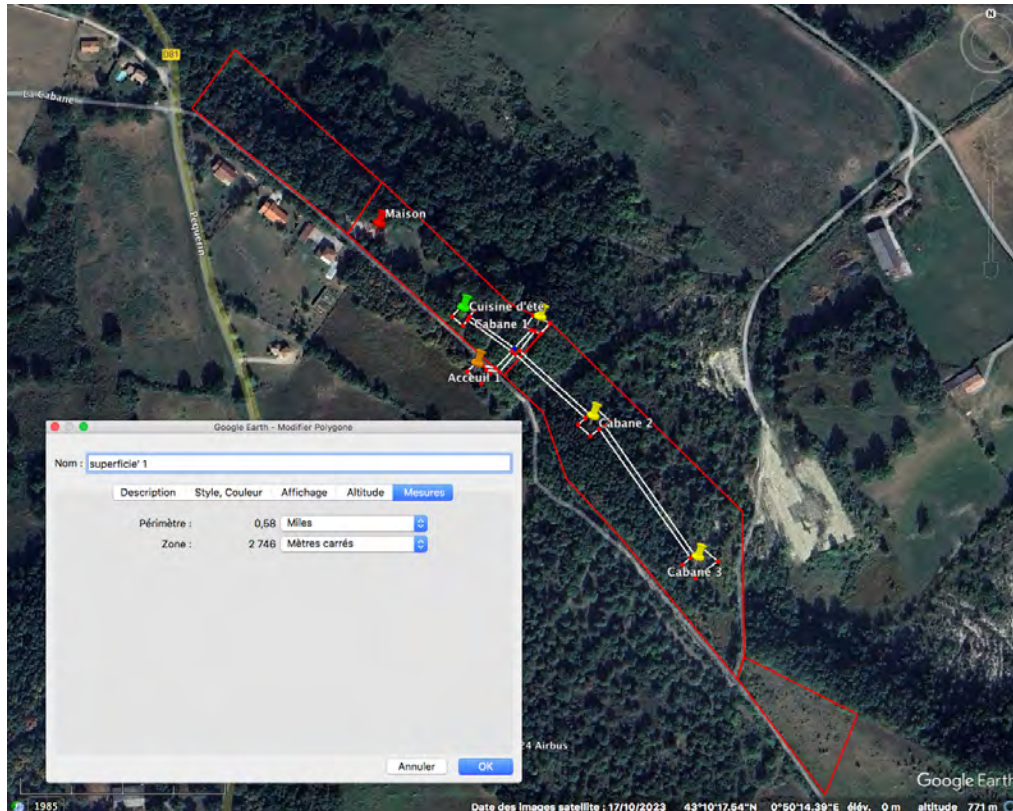 N
D81
La Cabane
Pequerin
Maison
Cuisine d'été
Cabane 1
Acceuil 1
Cabane 2
Cabane 3
Google Earth - Modifier Polygone
Nom : superficie' 1
Description Style, Couleur Affichage Altitude Mesures
Périmètre : 0,58 Miles
Zone : 2 746 Mètres carrés
Annuler OK
24 Airbus
Google Earth
1985 Date des images satellite : 17/10/2023 43°10'17.54"N 0°50'14.39"E élév. 0 m altitude 771 m